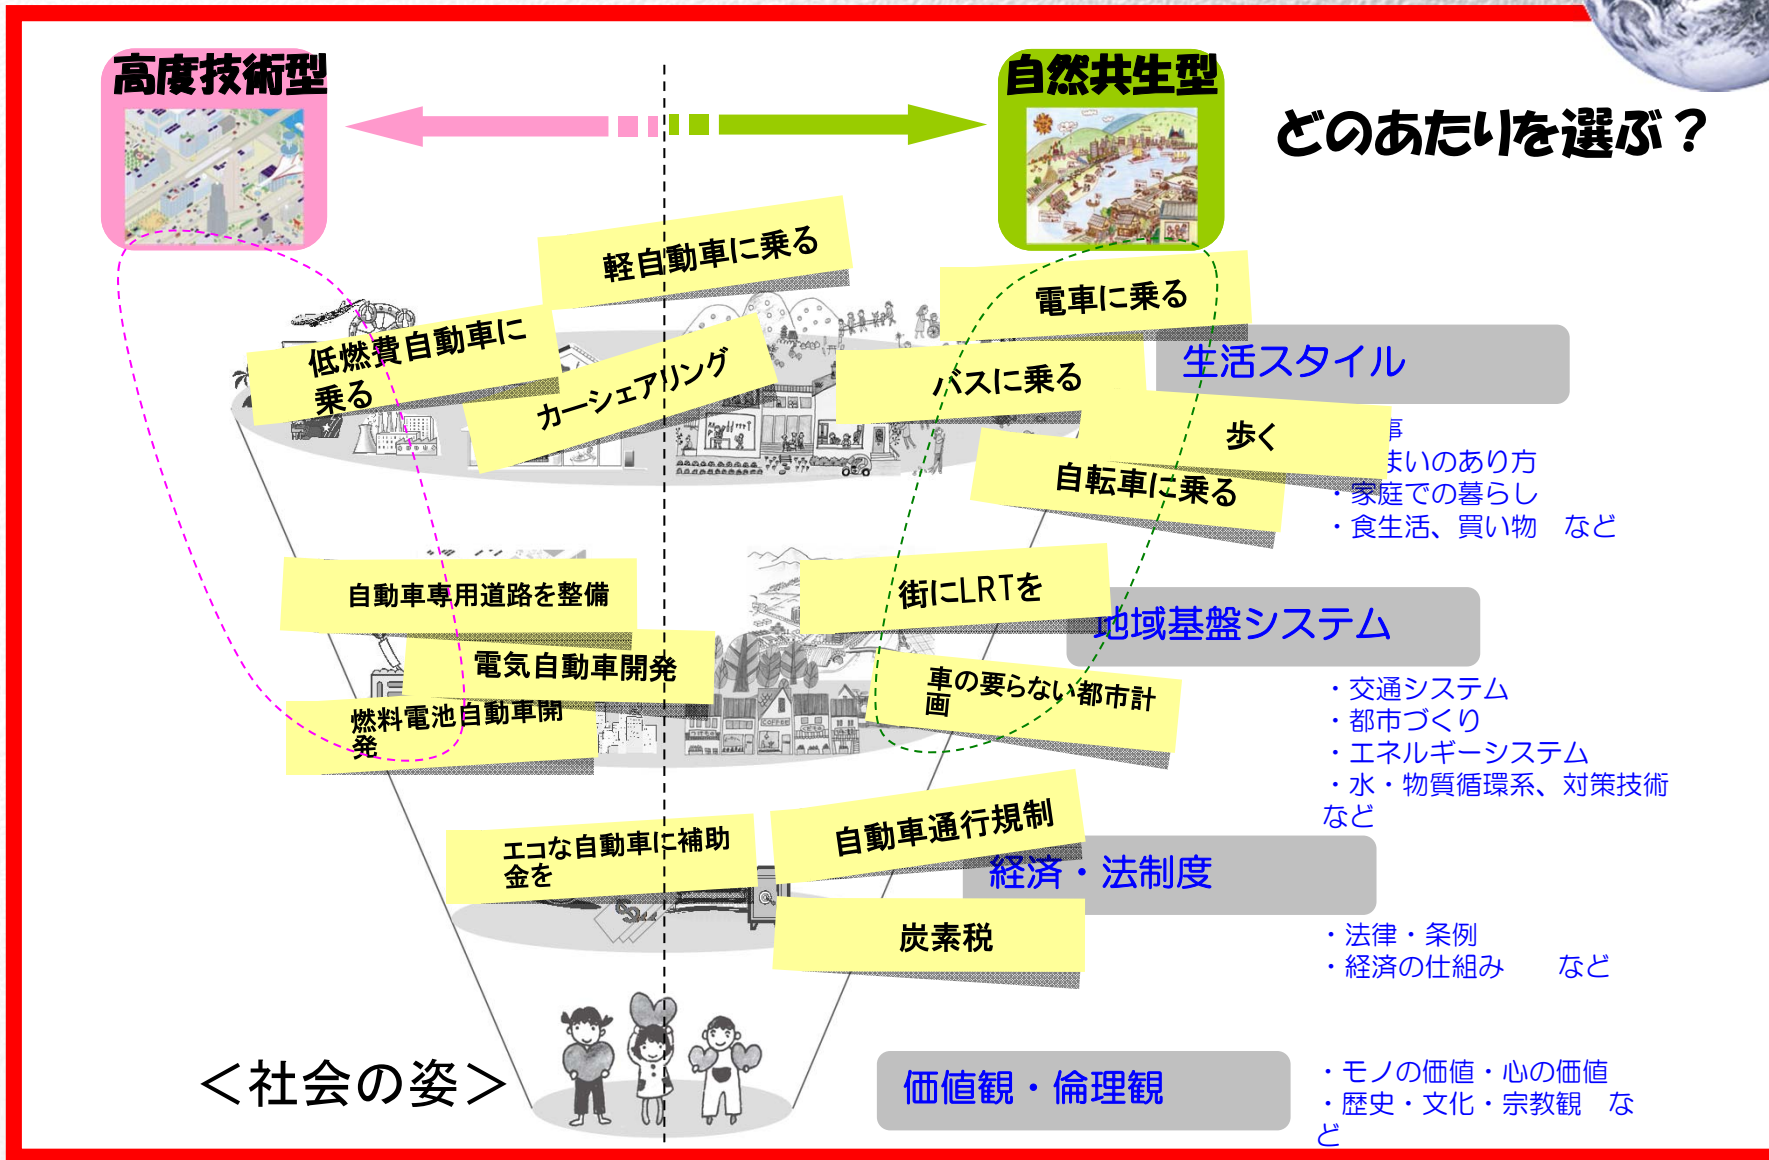 高度技術型
自然共生型
どのあたりを選ぶ？
軽自動車に乗る
電車に乗る
低燃費自動車に
乗る
カーシェアリング
バスに乗る
生活スタイル
歩く
自転車に乗る
事
まいのあり方
・家庭での暮らし
・食生活、買い物　など
自動車専用道路を整備
街にLRTを
地域基盤システム
電気自動車開発
燃料電池自動車開
発
車の要らない都市計
画
COFFEE
・交通システム
・都市づくり
・エネルギーシステム
・水・物質循環系、対策技術
など
エコな自動車に補助
金を
自動車通行規制
経済・法制度
炭素税
・法律・条例
・経済の仕組み　　など
＜社会の姿＞
価値観・倫理観
・モノの価値・心の価値
・歴史・文化・宗教観　な
ど